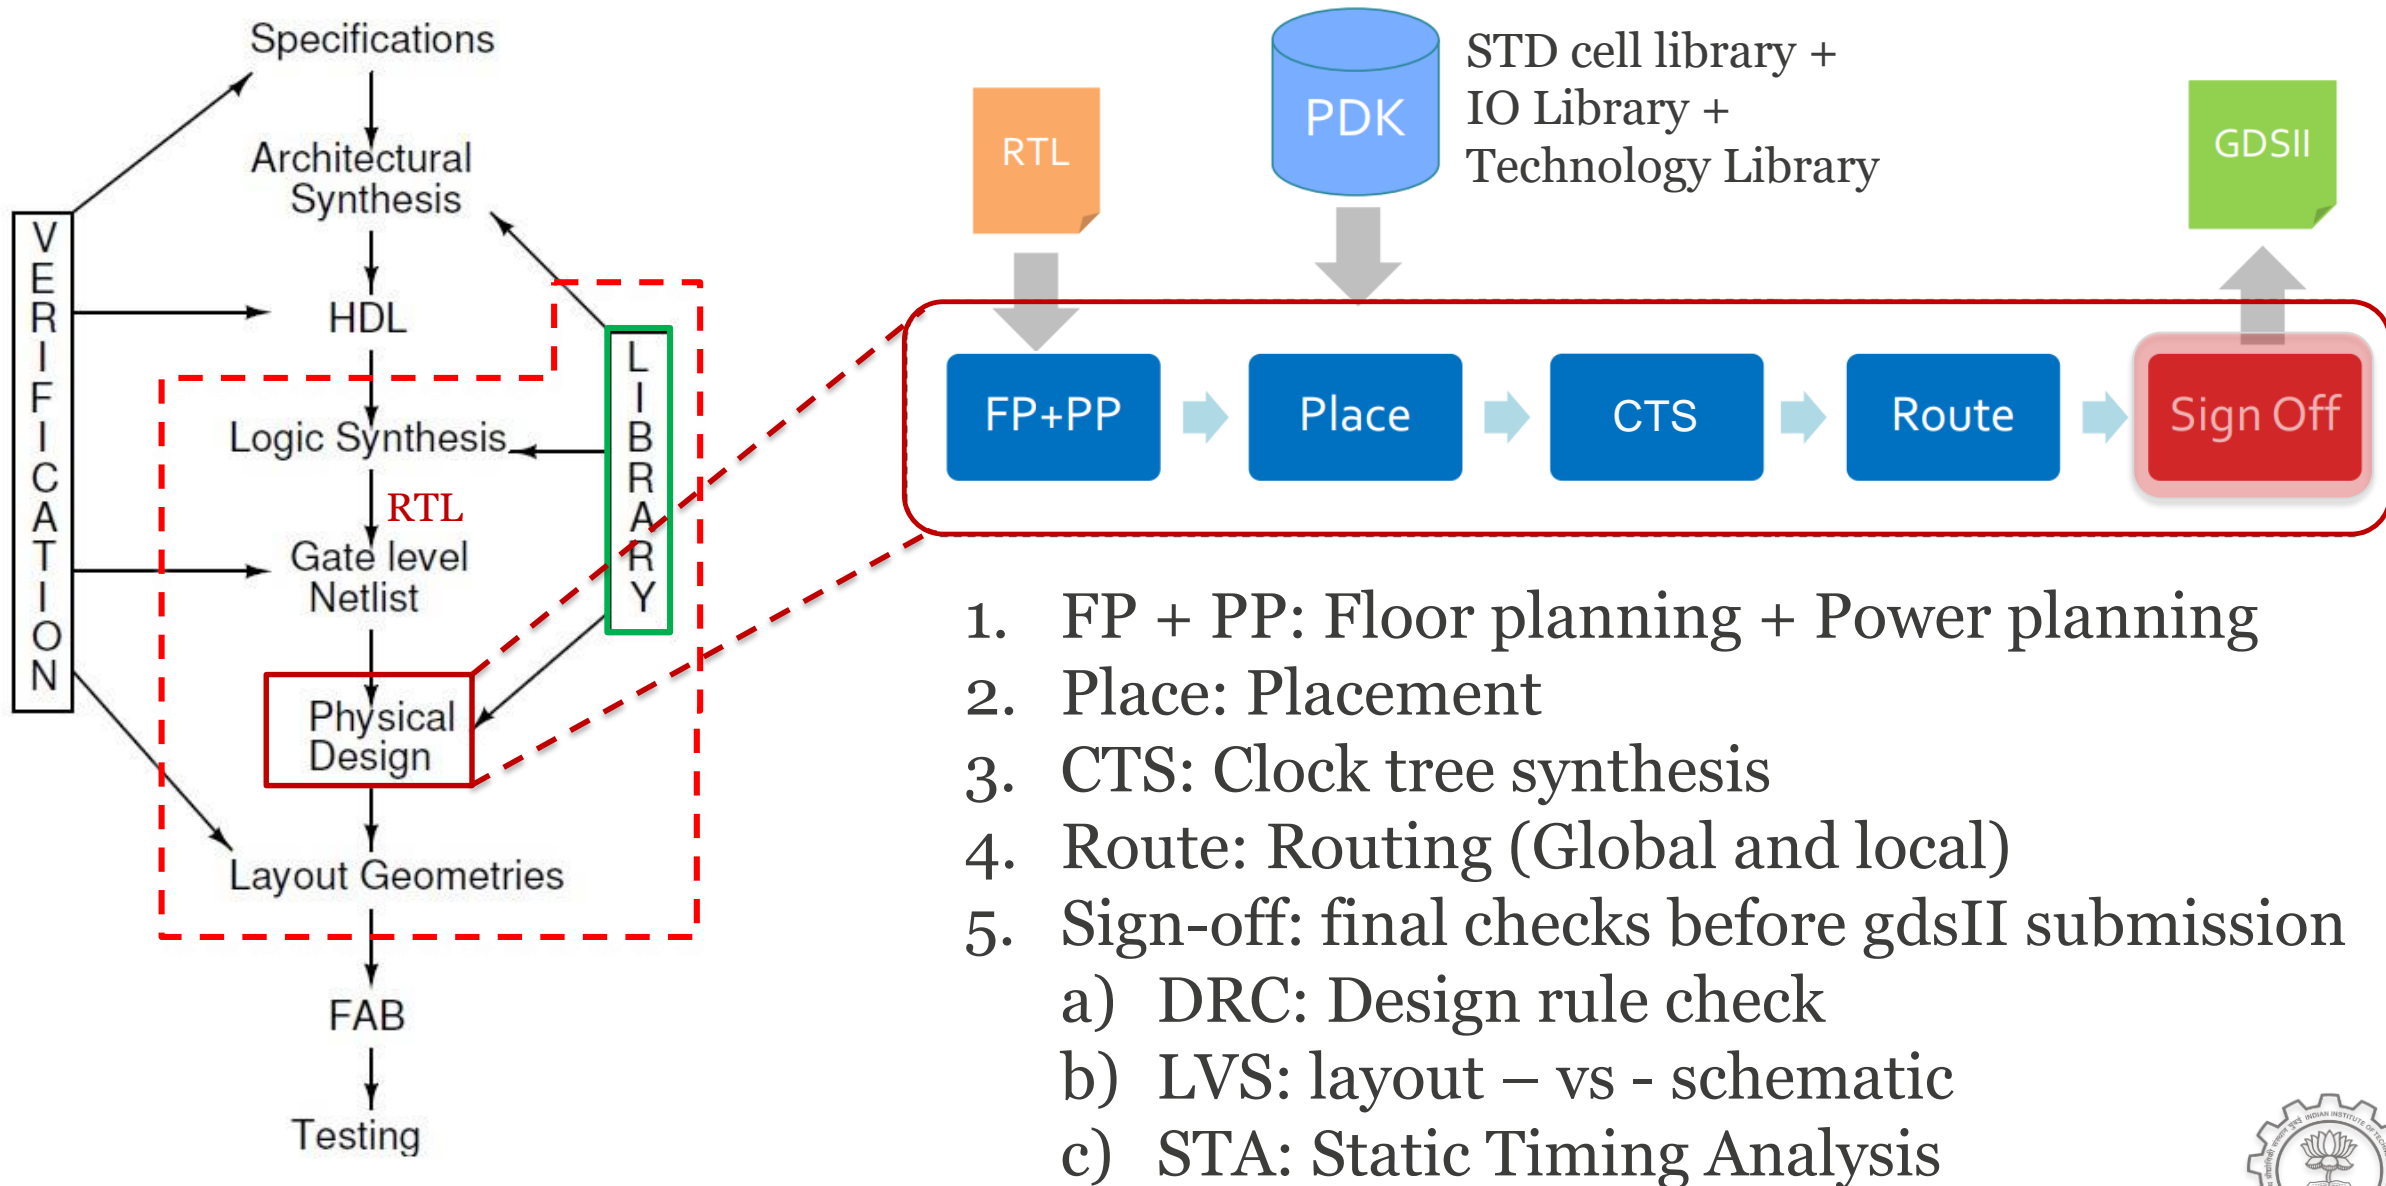 Specifications
Architectural
Synthesis
HDL
Logic Synthesis
RTL
Gate level
Netlist
Physical
Design
Layout Geometries
FAB
Testing
VERIFICATION
LIBRARY
RTL
PDK
STD cell library +
IO Library +
Technology Library
GDSII
FP+PP
Place
CTS
Route
Sign Off
1. FP + PP: Floor planning + Power planning
2. Place: Placement
3. CTS: Clock tree synthesis
4. Route: Routing (Global and local)
5. Sign-off: final checks before gdsII submission
a) DRC: Design rule check
b) LVS: layout – vs - schematic
c) STA: Static Timing Analysis
INDIAN INSTITUTE OF